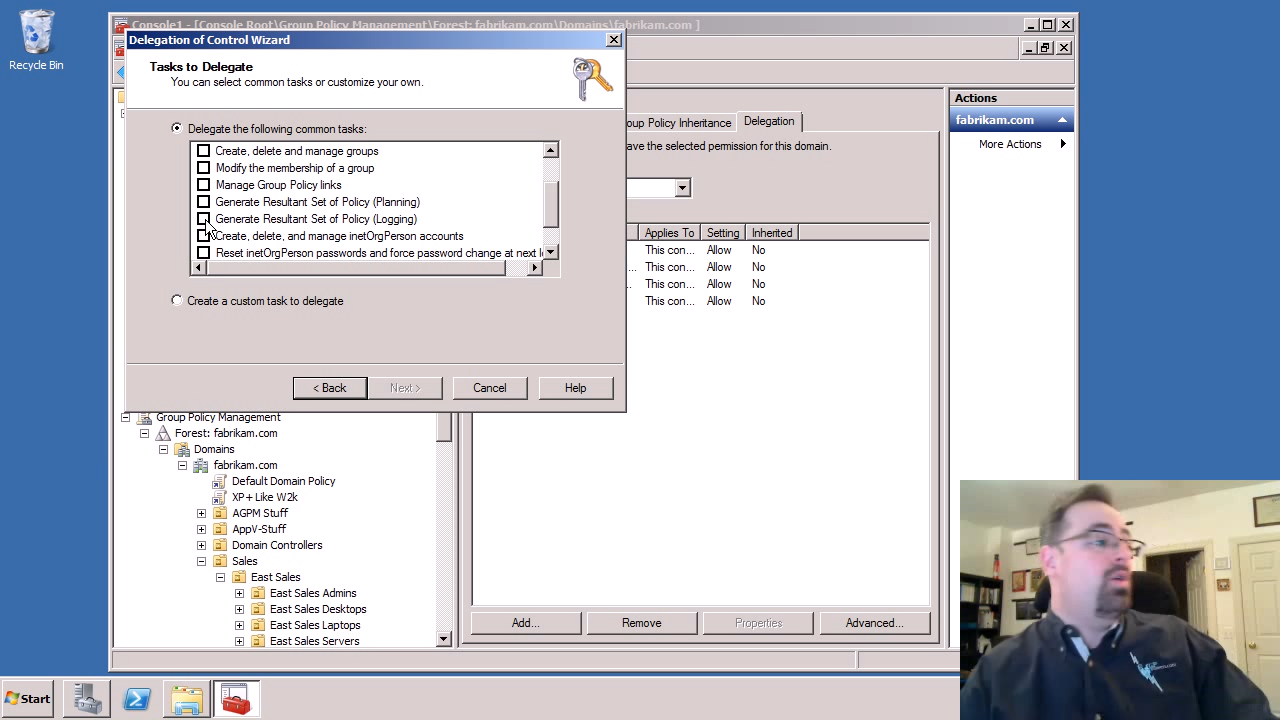 Recycle Bin
Console1 - [Console Root\Group Policy Management\Forest: fabrikam.com\Domains\fabrikam.com ]
Delegation of Control Wizard
Tasks to Delegate
You can select common tasks or customize your own.
Delegate the following common tasks:
Create, delete and manage groups
Modify the membership of a group
Manage Group Policy links
Generate Resultant Set of Policy (Planning)
Generate Resultant Set of Policy (Logging)
Create, delete, and manage inetOrgPerson accounts
Reset inetOrgPerson passwords and force password change at next l
Create a custom task to delegate
< Back
Next >
Cancel
Help
oup Policy Inheritance
Delegation
ave the selected permission for this domain.
Applies To
Setting
Inherited
This con...
Allow
No
This con...
Allow
No
This con...
Allow
No
This con...
Allow
No
Actions
fabrikam.com
More Actions
Group Policy Management
Forest: fabrikam.com
Domains
fabrikam.com
Default Domain Policy
XP+Like W2k
AGPM Stuff
AppV-Stuff
Domain Controllers
Sales
East Sales
East Sales Admins
East Sales Desktops
East Sales Laptops
East Sales Servers
Add...
Remove
Properties
Advanced...
Start